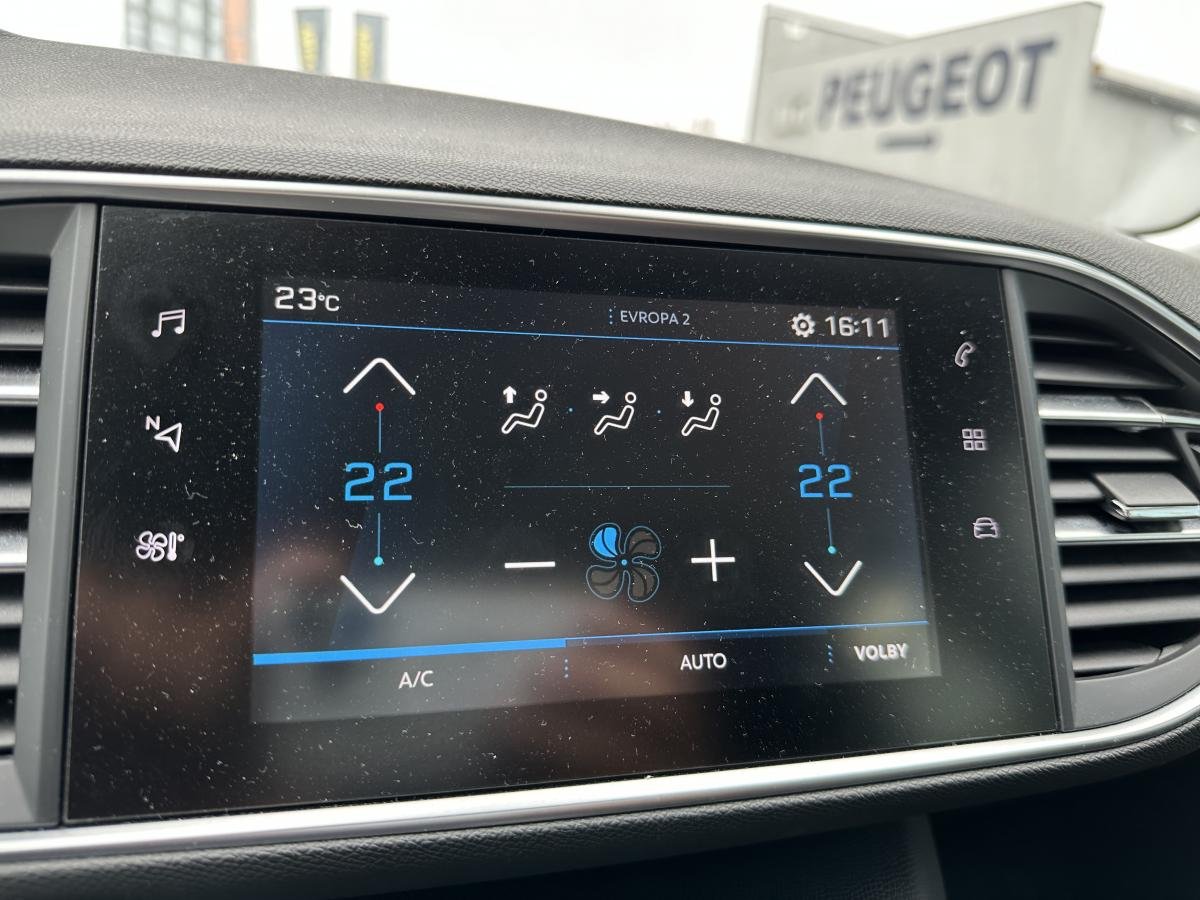 PEUGEOT
23°C
EVROPA 2
16:11
N
22
22
A/C
AUTO
VOLBY